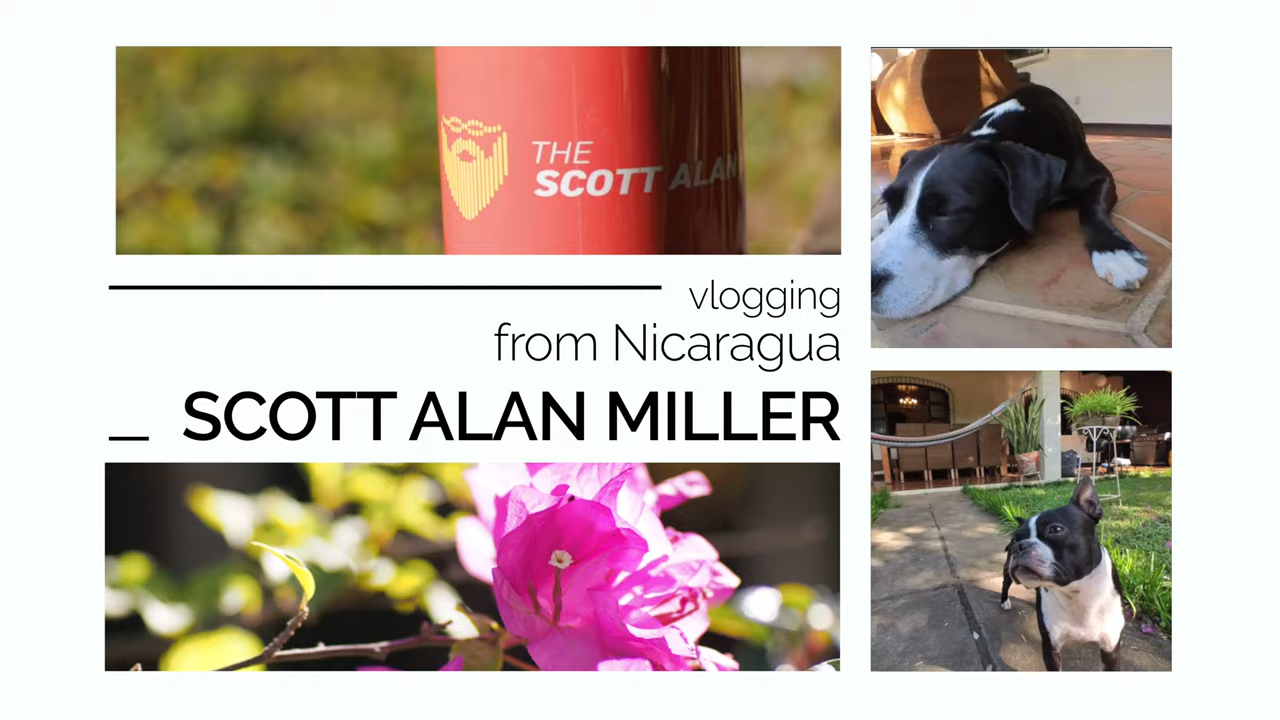 THE
SCOTT ALAN
vlogging
from Nicaragua
_ SCOTT ALAN MILLER